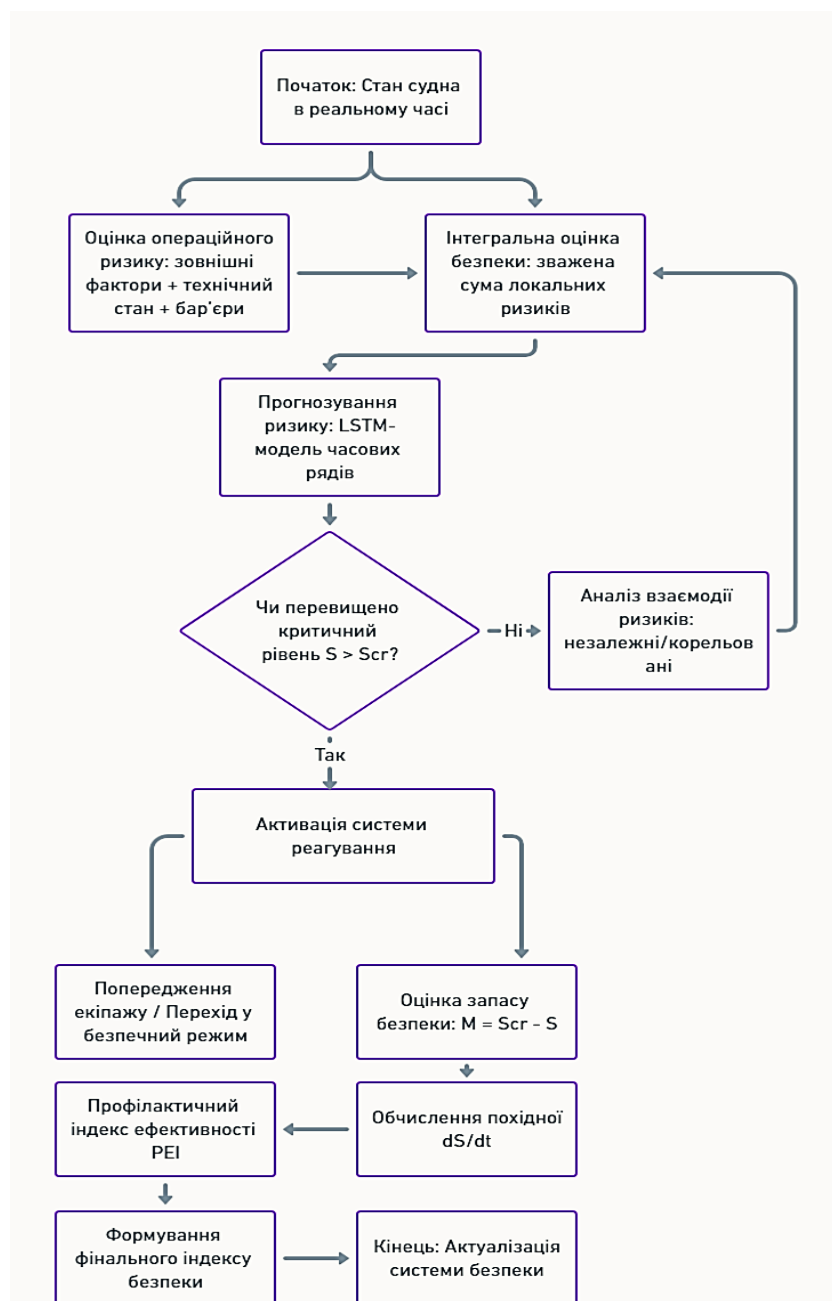 Початок: Стан судна
в реальному часі
Оцінка операційного
ризику: зовнішні
фактори + технічний
стан + бар'єри
Інтегральна оцінка
безпеки: зважена
сума локальних
ризиків
Прогнозування
ризику: LSTM-
модель часових
рядів
Чи перевищено
критичний
рівень S > Scr?
Ні
Аналіз взаємодії
ризиків:
незалежні/корельов
ані
Так
Активація системи
реагування
Попередження
екіпажу / Перехід у
безпечний режим
Оцінка запасу
безпеки: M = Scr - S
Профілактичний
індекс ефективності
PEI
Обчислення похідної
dS/dt
Формування
фінального індексу
безпеки
Кінець: Актуалізація
системи безпеки